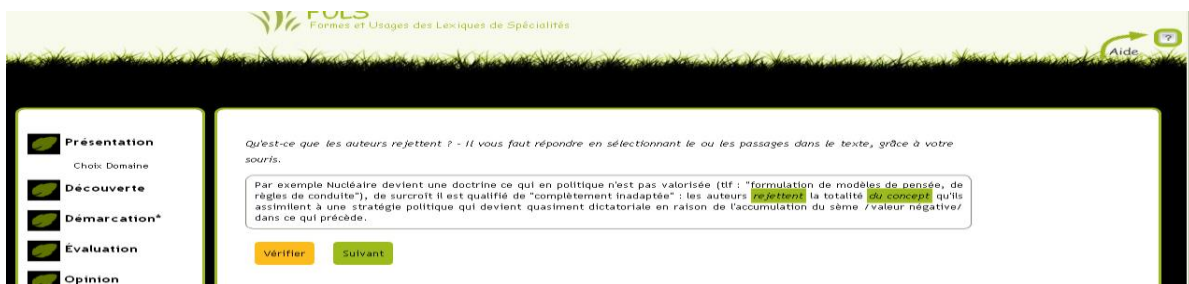 FULS
Formes et Usages des Lexiques de Spécialités
Aide
?
Présentation
Choix Domaine
Découverte
Démarcation*
Évaluation
Opinion
Qu'est-ce que les auteurs rejettent ? - Il vous faut répondre en sélectionnant le ou les passages dans le texte, grâce à votre
souris.
Par exemple Nucléaire devient une doctrine ce qui en politique n'est pas valorisée (tlf : "formulation de modèles de pensée, de
règles de conduite"), de surcroît il est qualifié de "complètement inadaptée" : les auteurs rejettent la totalité du concept qu'ils
assimilent à une stratégie politique qui devient quasiment dictatoriale en raison de l'accumulation du sème /valeur négative/
dans ce qui précède.
Vérifier
Suivant